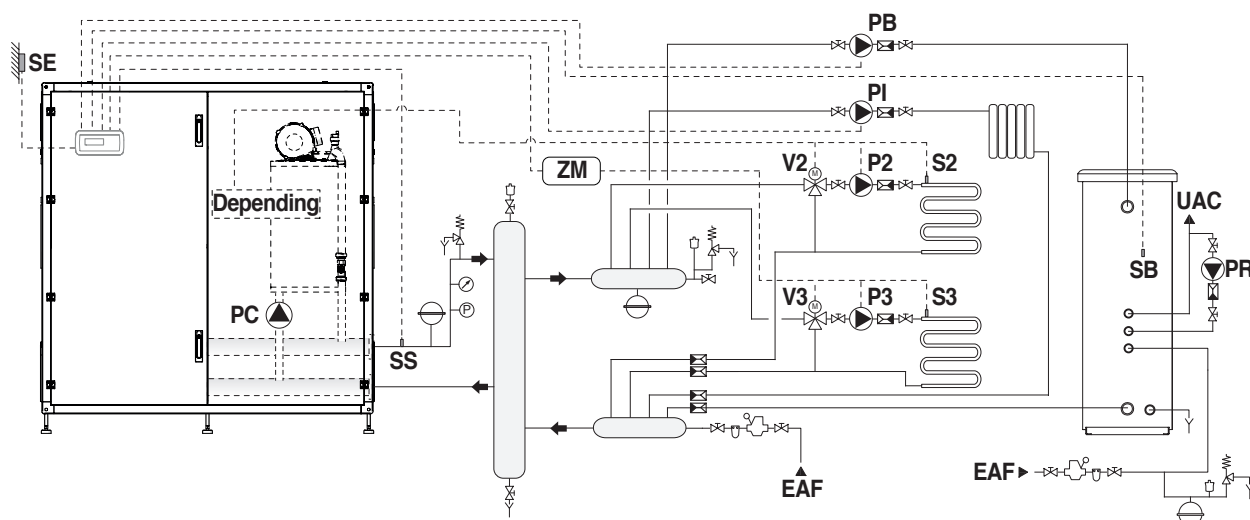 PB
SE
PI
V2
P2
S2
ZM
M
Depending
UAC
SB
PR
V3
P3
S3
M
PC
P
SS
EAF
EAF